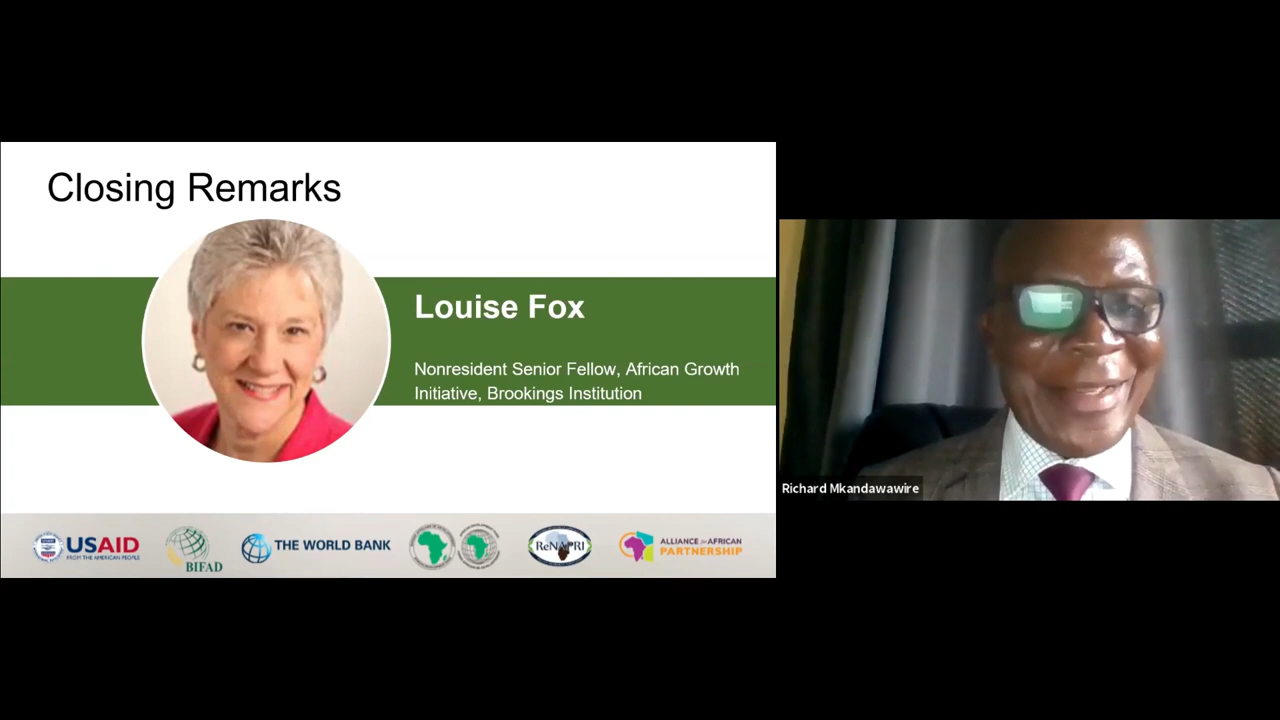 Closing Remarks
Louise Fox
Nonresident Senior Fellow, African Growth
Initiative, Brookings Institution
Richard Mkandawawire
USAID
FROM THE AMERICAN PEOPLE
BIFAD
THE WORLD BANK
ReNAPRI
ALLIANCE for AFRICAN
PARTNERSHIP